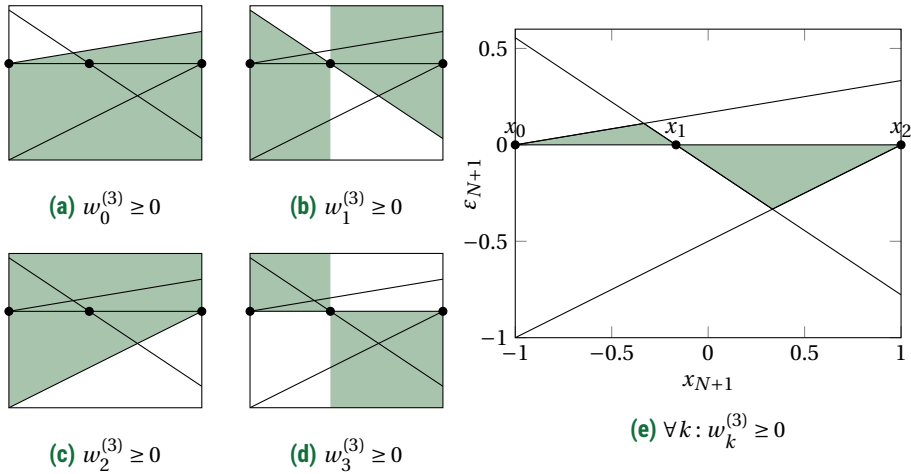 (a) w₀⁽³⁾ ≥ 0
(b) w₁⁽³⁾ ≥ 0
(c) w₂⁽³⁾ ≥ 0
(d) w₃⁽³⁾ ≥ 0
0.5
0
−0.5
−1
εN+1
x₀
x₁
x₂
−1
−0.5
0
0.5
1
xN+1
(e) ∀k : wₖ⁽³⁾ ≥ 0